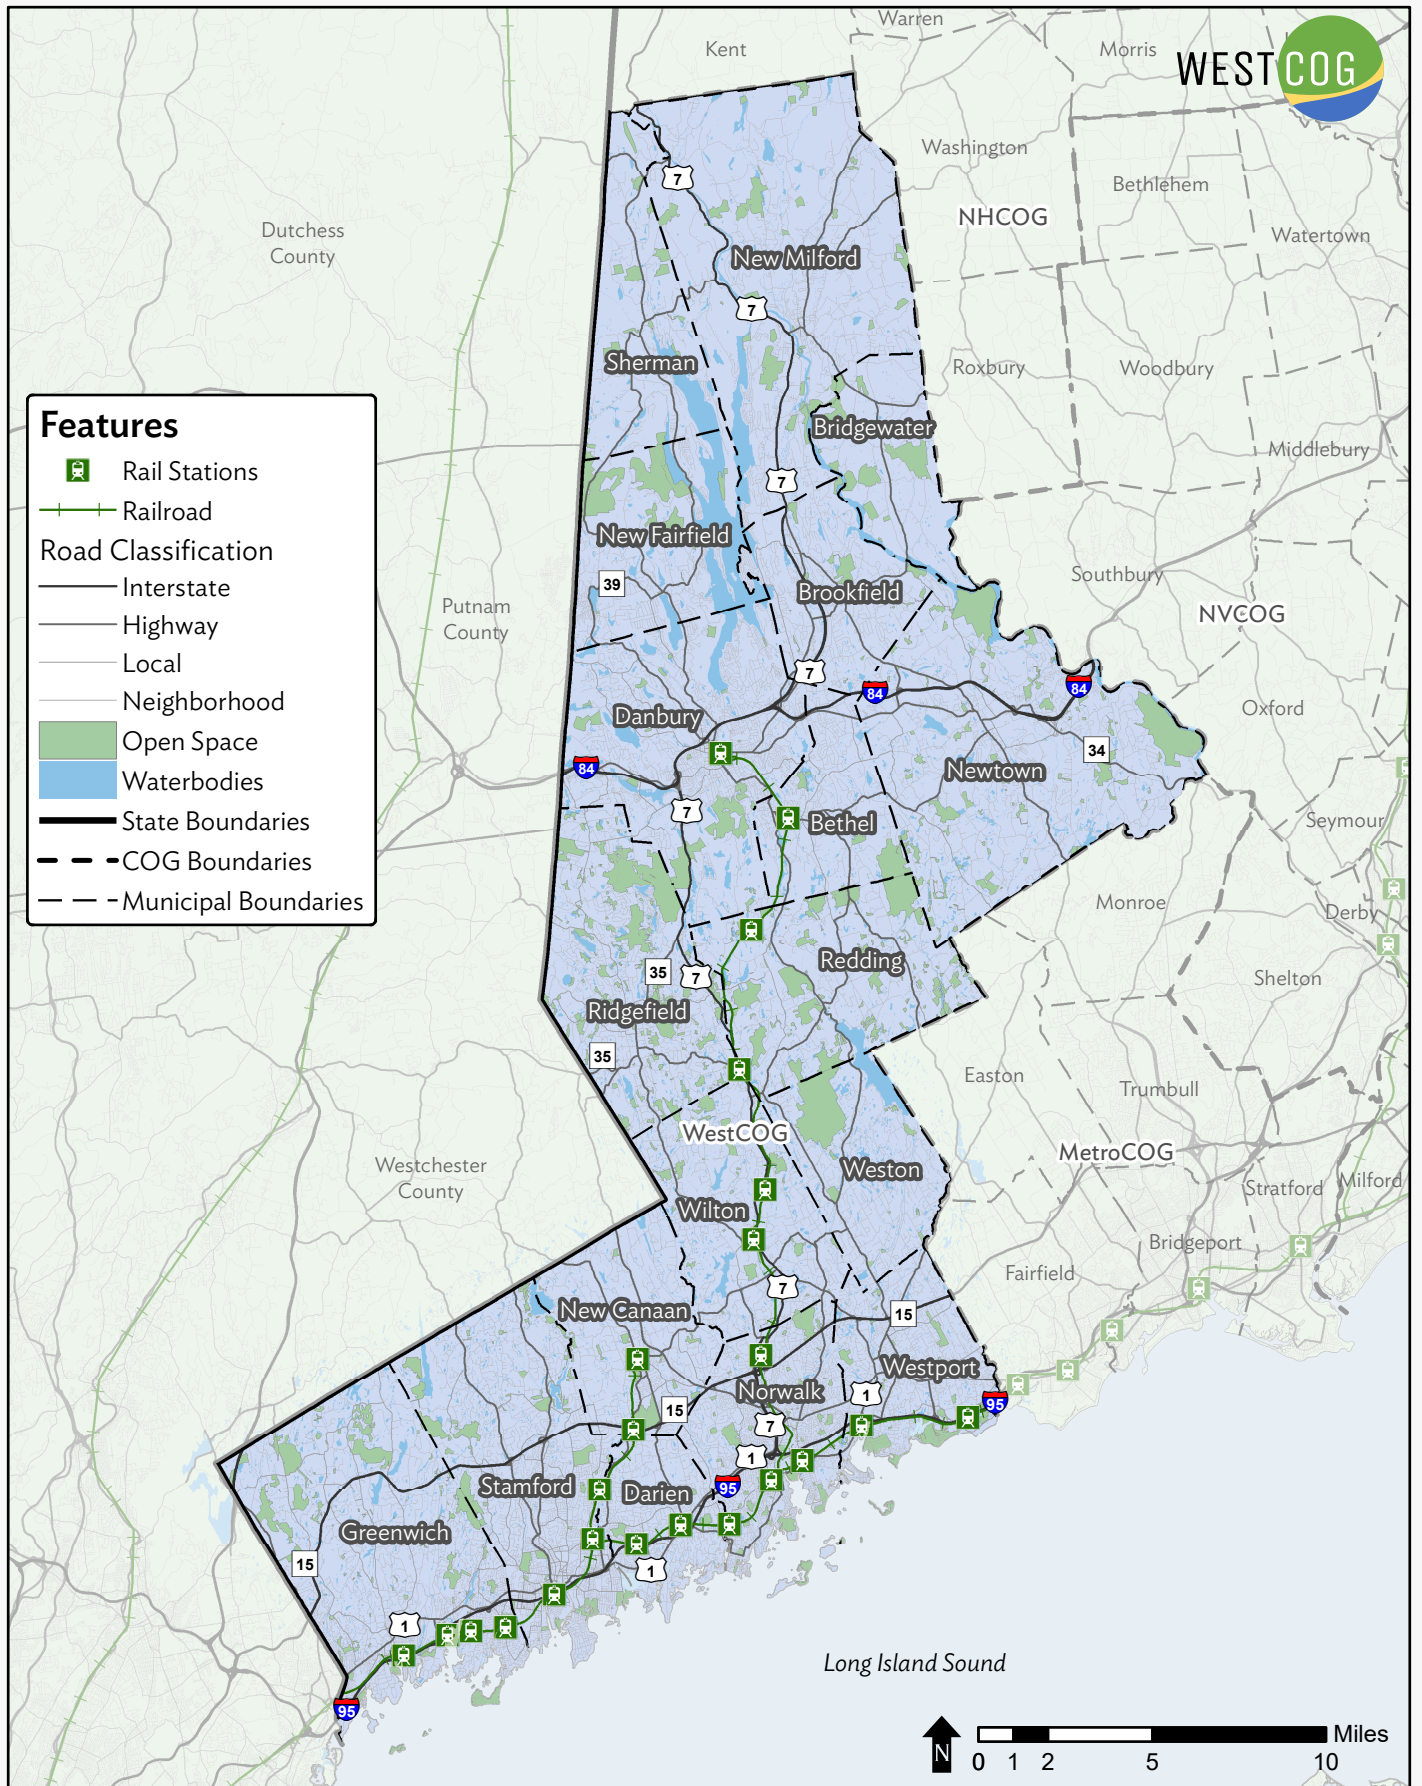 Warren
Kent
Morris
WESTCOG
7
Washington
Bethlehem
NHCOG
Dutchess
County
Watertown
New Milford
7
Sherman
Roxbury
Woodbury
Features
Rail Stations
Railroad
Road Classification
Interstate
Highway
Local
Neighborhood
Open Space
Waterbodies
State Boundaries
COG Boundaries
Municipal Boundaries
Bridgewater
Middlebury
7
New Fairfield
39
Brookfield
Southbury
Putnam
County
NVCOG
7
84
84
Danbury
Oxford
34
84
Newtown
7
Bethel
Seymour
Monroe
Derby
Redding
35
7
Shelton
Ridgefield
35
Easton
Trumbull
WestCOG
MetroCOG
Westchester
County
Weston
Stratford
Milford
Wilton
Bridgeport
Fairfield
7
New Canaan
15
Westport
Norwalk
1
95
15
7
1
Stamford
95
Darien
Greenwich
15
1
1
Long Island Sound
95
N
Miles
0 1 2 5 10